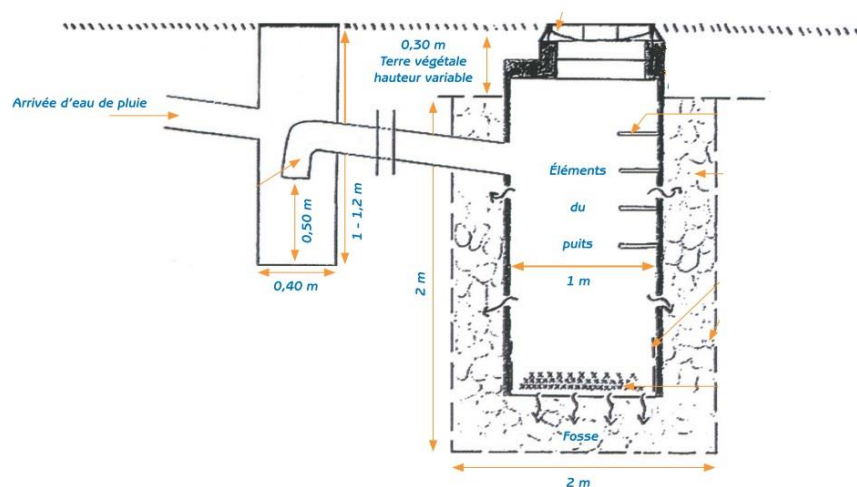 0,30 m
Terre végétale
hauteur variable
Arrivée d'eau de pluie
Éléments
du
puits
0,50 m
1 - 1,2 m
2 m
1 m
0,40 m
Fosse
2 m